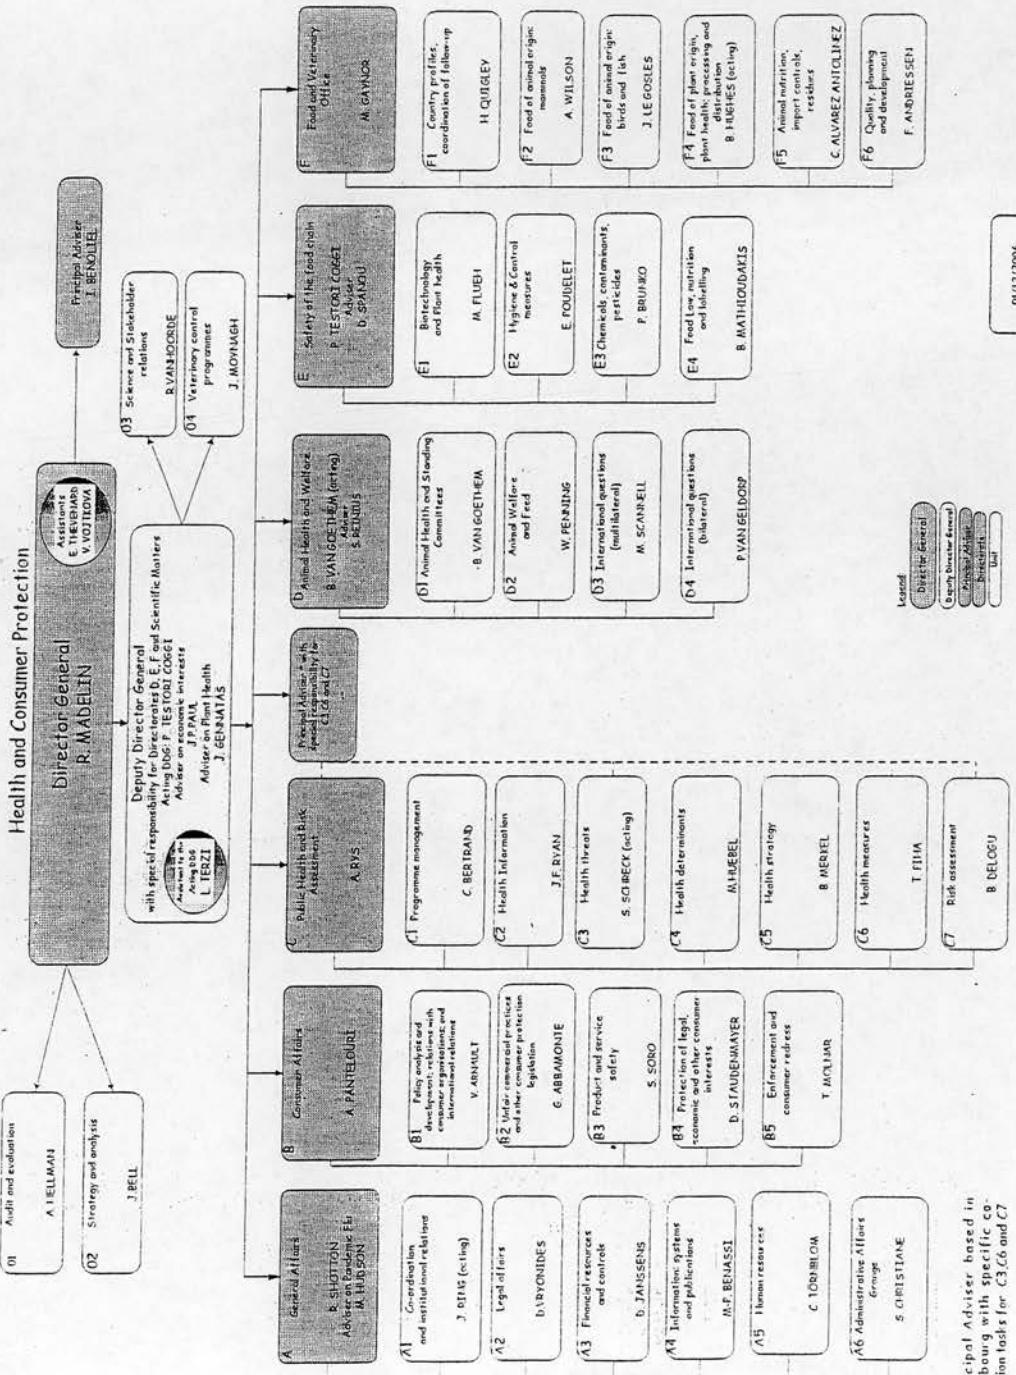 Health and Consumer Protection
Director General
R. MADELIN
Assistants
E. THEVENARD
V. VOJTKOVA
Principal Adviser
I. BENOLIEL
01 Audit and evaluation
A. HELLMAN
02 Strategy and analysis
J. BELL
Deputy Director General
with special responsibility for Directorates D, E, F and Scientific Matters
Acting DDG: P. TESTORI COGGI
Adviser on economic interests
J.P. PAUL
Adviser on Plant Health
J. GENNATAS
Assistant to the
Acting DDG
L. TERZI
03 Science and Stakeholder
relations
R. VANHOORDE
04 Veterinary control
programmes
J. MOYNAGH
A General Affairs
R. SHOTTON
Adviser on Pandemic Flu
M. HUDSON
A1 Co-ordination
and institutional relations
J. RING (acting)
A2 Legal affairs
D. VRYONIDES
A3 Financial resources
and controls
D. JANSSENS
A4 Information: systems
and publications
M-P. BENASSI
A5 Human resources
C. TÖRNBLOM
A6 Administrative Affairs
Grange
S. CHRISTIANE
B Consumer Affairs
A. PANTELOURI
B1 Policy analysis and
development; relations with
consumer organisations; and
international relations
V. ARNAULT
B2 Unfair commercial practices
and other consumer protection
legislation
G. ABBAMONTE
B3 Product and service
safety
S. SORO
B4 Protection of legal,
economic and other consumer
interests
D. STAUDENMAYER
B5 Enforcement and
consumer redress
T. MOLNAR
C Public Health and Risk
Assessment
A. RYS
C1 Programme management
C. BERTRAND
C2 Health Information
J.F. RYAN
C3 Health threats
S. SCHRECK (acting)
C4 Health determinants
M. HUEBEL
C5 Health strategy
B. MERKEL
C6 Health measures
T. PIHA
C7 Risk assessment
B. DELOGU
Principal Adviser * with
special responsibility for
C3, C6 and C7
D Animal Health and Welfare
B. VAN GOETHEM (acting)
Adviser
S. REINIUS
D1 Animal Health and Standing
Committees
B. VAN GOETHEM
D2 Animal Welfare
and Feed
W. PENNING
D3 International questions
(multilateral)
M. SCANNELL
D4 International questions
(bilateral)
P. VAN GELDORP
E Safety of the food chain
P. TESTORI COGGI
Adviser
D. SPANOU
E1 Biotechnology
and Plant health
M. FLUEH
E2 Hygiene & Control
measures
E. POUDELET
E3 Chemicals, contaminants,
pesticides
P. BRUNKO
E4 Food Law, nutrition
and labelling
B. MATHIOUDAKIS
F Food and Veterinary
Office
M. GAYNOR
F1 Country profiles,
coordination of follow-up
H. QUIGLEY
F2 Food of animal origin:
mammals
A. WILSON
F3 Food of animal origin:
birds and fish
J. LE GOSLES
F4 Food of plant origin,
plant health; processing and
distribution
B. HUGHES (acting)
F5 Animal nutrition,
import controls,
residues
C. ALVAREZ ANTOLINEZ
F6 Quality, planning
and development
F. ANDRIESSEN
Legend
Director General
Deputy Director General
Principal Adviser
Directorate
Unit
cipal Adviser based in
bourg with specific co-
ion tasks for C3,C6 and C7